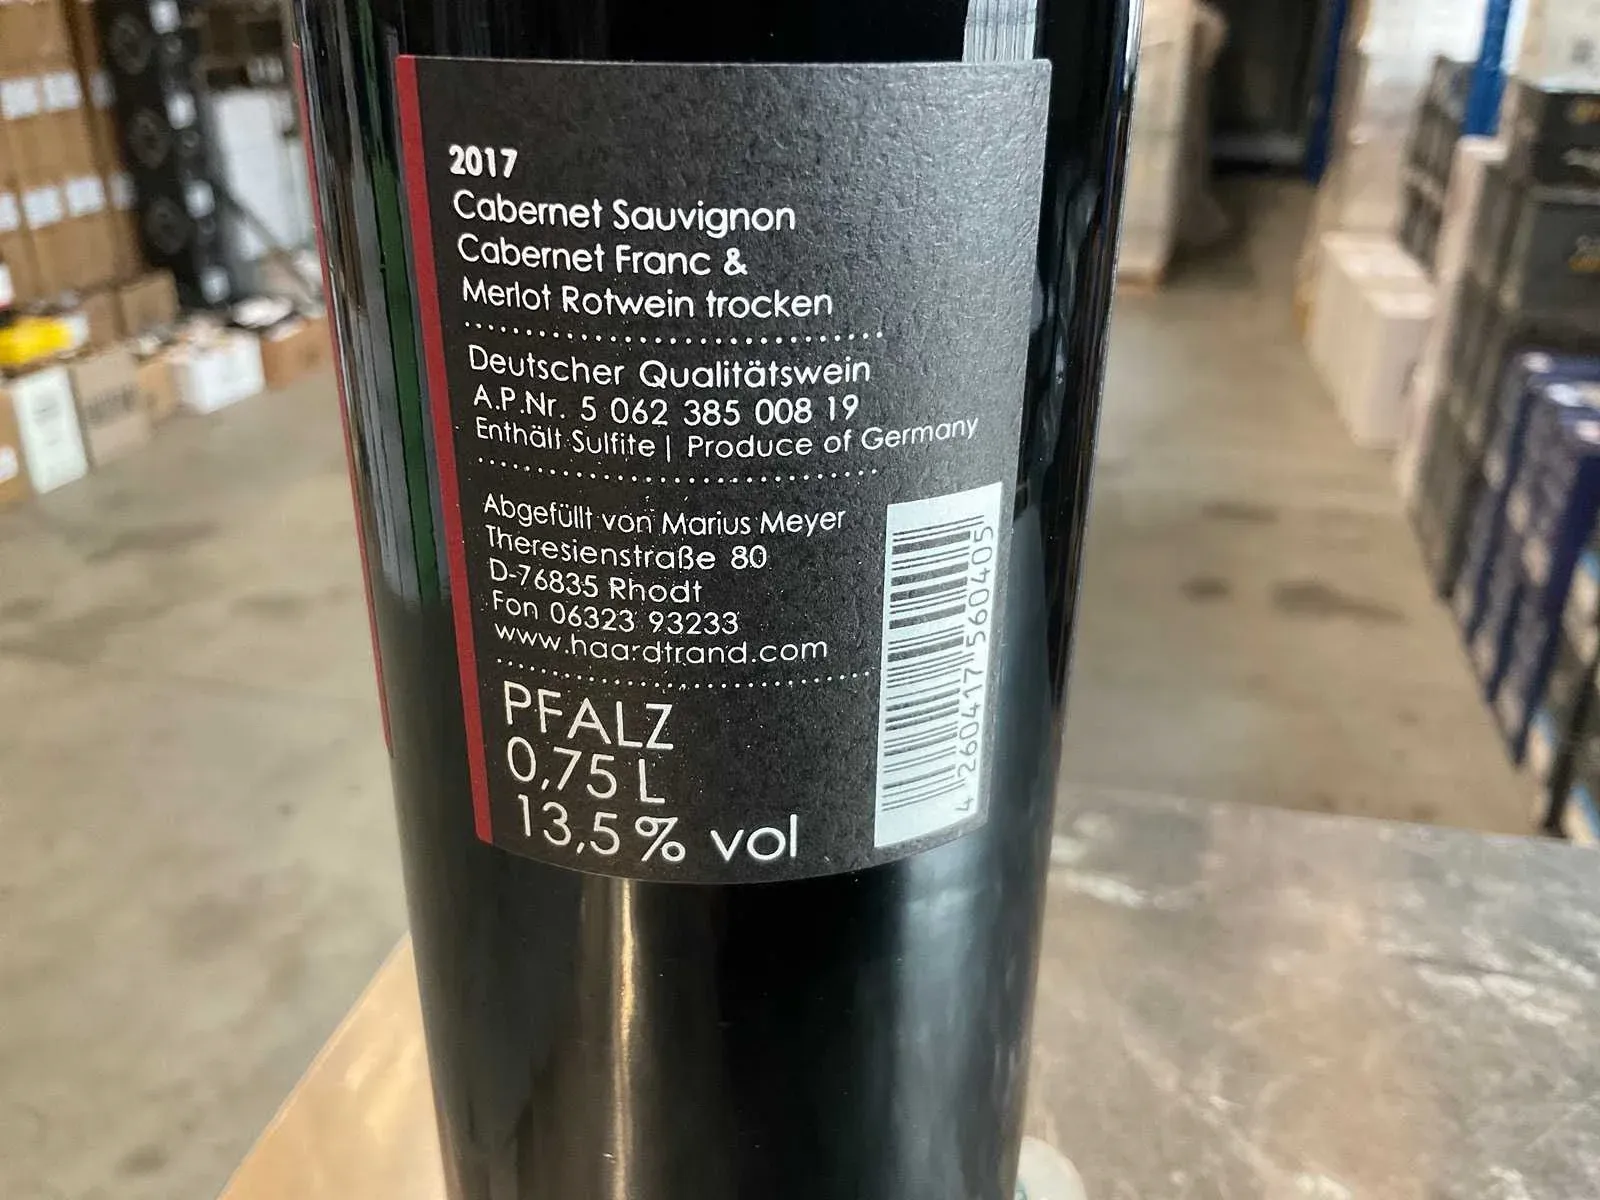 2017
Cabernet Sauvignon
Cabernet Franc &
Merlot Rotwein trocken
Deutscher Qualitätswein
A.P.Nr. 5 062 385 008 19
Enthält Sulfite | Produce of Germany
Abgefüllt von Marius Meyer
Theresienstraße 80
D-76835 Rhodt
Fon 06323 93233
www.haardtrand.com
PFALZ
0,75 L
13,5% vol
4 260417 560405